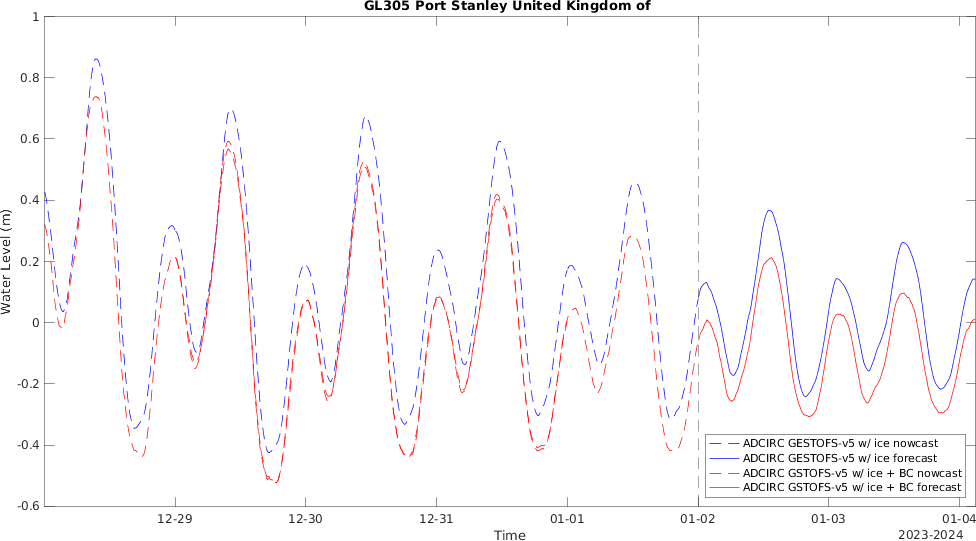 GL305 Port Stanley United Kingdom of
1
0.8
0.6
0.4
0.2
0
-0.2
-0.4
-0.6
Water Level (m)
12-29
12-30
12-31
01-01
01-02
01-03
01-04
Time
2023-2024
ADCIRC GESTOFS-v5 w/ ice nowcast
ADCIRC GESTOFS-v5 w/ ice forecast
ADCIRC GSTOFS-v5 w/ ice + BC nowcast
ADCIRC GSTOFS-v5 w/ ice + BC forecast